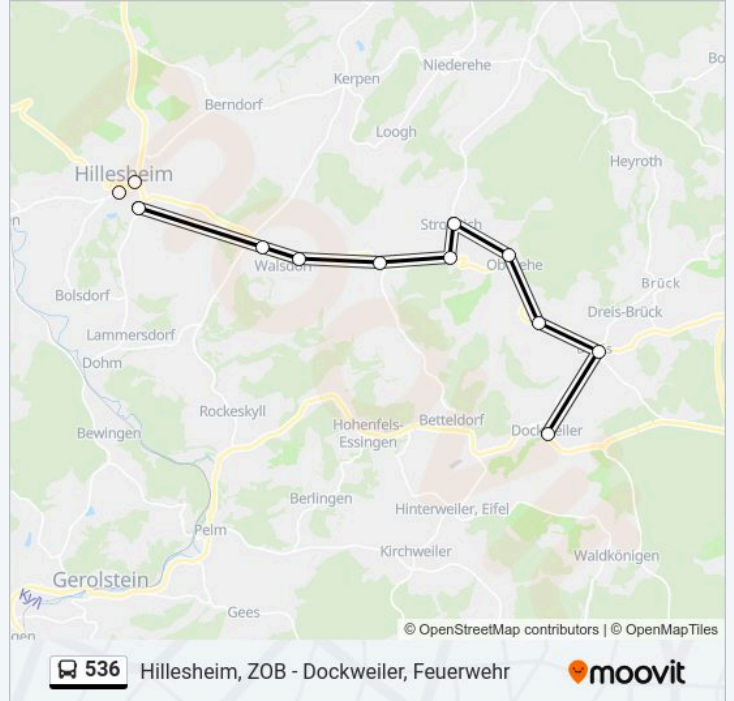 Kerpen
Niederehe
Bo
Berndorf
Loogh
Heyroth
Hillesheim
Walsdorf
Brück
Bolsdorf
Dreis-Brück
Lammersdorf
Dohm
Rockeskyll
Betteldorf
Hohenfels-
Essingen
Bewingen
Berlingen
Hinterweiler, Eifel
Pelm
Kirchweiler
Waldkönigen
Gerolstein
Kyll
Gees
© OpenStreetMap contributors | © OpenMapTiles
536 Hillesheim, ZOB - Dockweiler, Feuerwehr
moovit